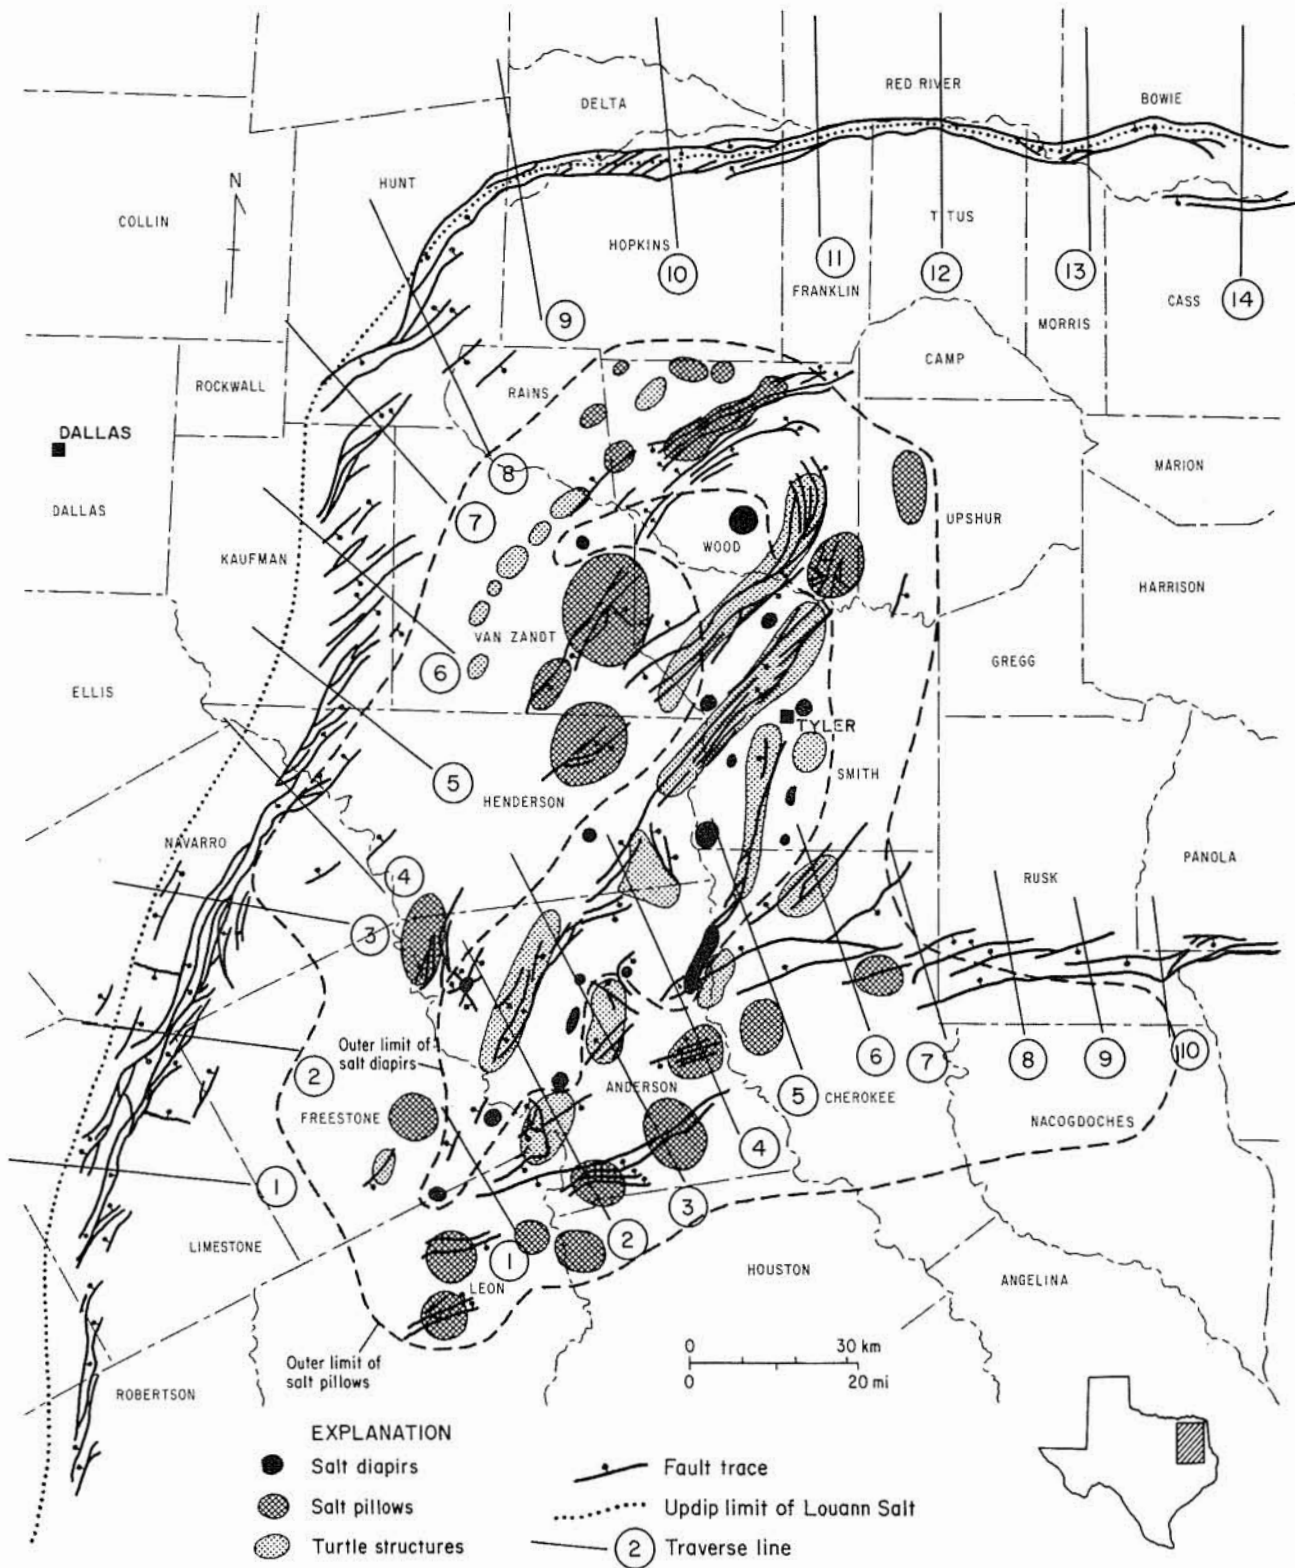 RED RIVER
BOWIE
DELTA
N
HUNT
COLLIN
HOPKINS
TITUS
10
11
12
13
14
FRANKLIN
CASS
9
MORRIS
CAMP
ROCKWALL
RAINS
DALLAS
MARION
8
DALLAS
7
UPSHUR
WOOD
KAUFMAN
HARRISON
VAN ZANDT
6
GREGG
ELLIS
TYLER
5
SMITH
HENDERSON
NAVARRO
PANOLA
4
RUSK
3
Outer limit of
salt diapirs
2
6
7
8
9
10
ANDERSON
5
CHEROKEE
FREESTONE
NACOGDOCHES
4
1
3
2
LIMESTONE
1
HOUSTON
ANGELINA
LEON
0 30 km
0 20 mi
Outer limit of
salt pillows
ROBERTSON
EXPLANATION
Salt diapirs
Fault trace
Salt pillows
Updip limit of Louann Salt
Turtle structures
2 Traverse line